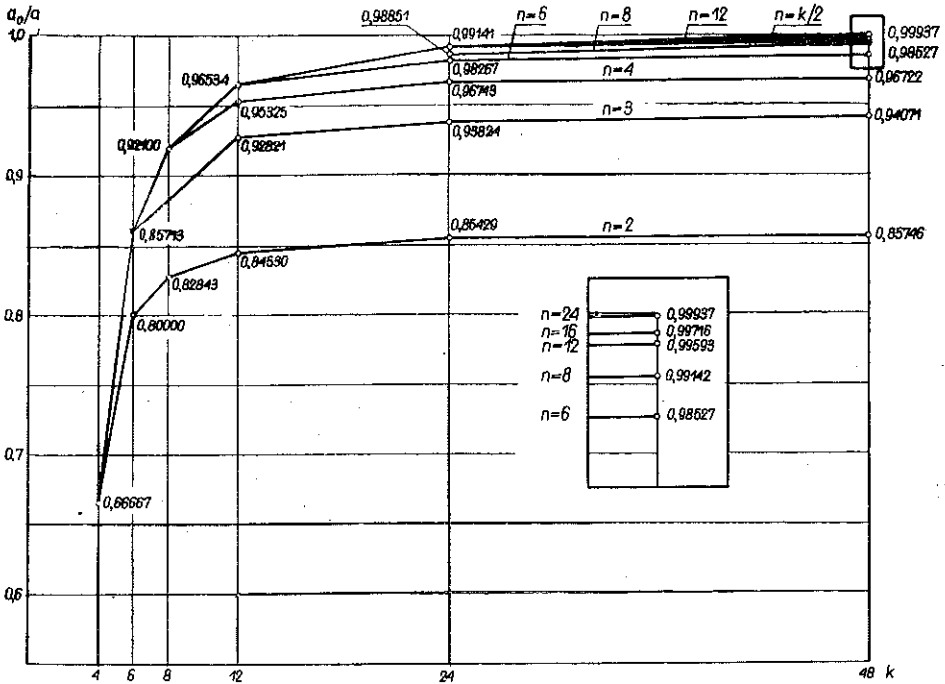 a₀/a
0,98851
n=6
n=8
n=12
n=k/2
1,0
0,99141
0,99937
0,98527
0,96534
0,98267
n=4
0,96722
0,96743
0,95325
n=3
0,94071
0,92100
0,92821
0,93824
0,9
0,85713
0,85429
n=2
0,85746
0,84530
0,82843
0,8
0,80000
n=24
0,99937
n=16
0,99716
n=12
0,99593
n=8
0,99142
n=6
0,98527
0,7
0,66667
0,6
4
6
8
12
24
48
k